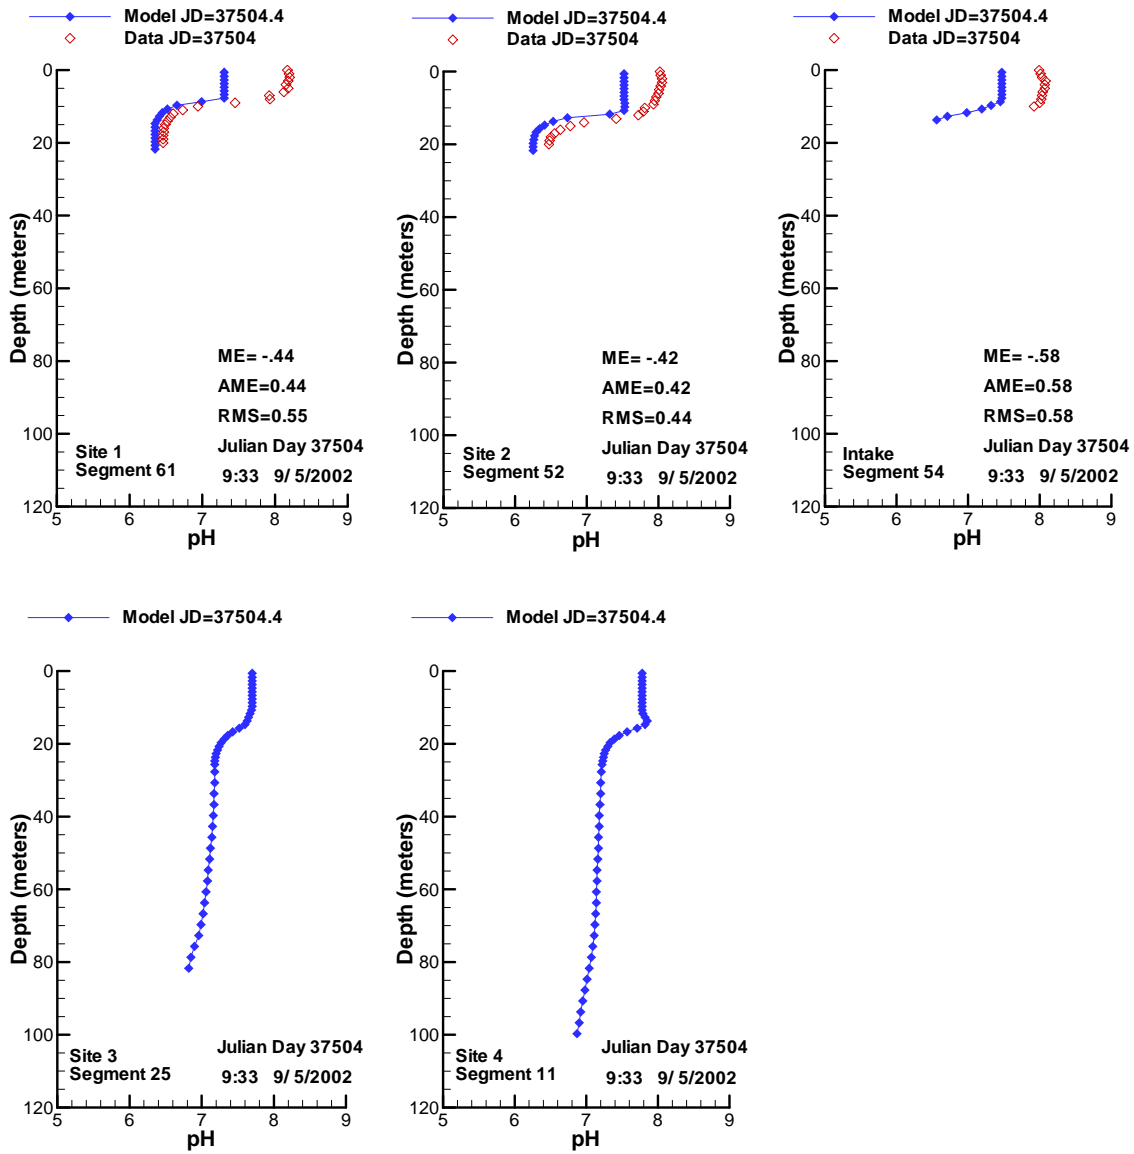 Model JD=37504.4
Data JD=37504
0
20
40
60
80
100
120
Depth (meters)
ME= -.44
AME=0.44
RMS=0.55
Site 1
Segment 61
Julian Day 37504
9:33 9/ 5/2002
5 6 7 8 9
pH
Model JD=37504.4
Data JD=37504
0
20
40
60
80
100
120
Depth (meters)
ME= -.42
AME=0.42
RMS=0.44
Site 2
Segment 52
Julian Day 37504
9:33 9/ 5/2002
5 6 7 8 9
pH
Model JD=37504.4
Data JD=37504
0
20
40
60
80
100
120
Depth (meters)
ME= -.58
AME=0.58
RMS=0.58
Intake
Segment 54
Julian Day 37504
9:33 9/ 5/2002
5 6 7 8 9
pH
Model JD=37504.4
0
20
40
60
80
100
120
Depth (meters)
Site 3
Segment 25
Julian Day 37504
9:33 9/ 5/2002
5 6 7 8 9
pH
Model JD=37504.4
0
20
40
60
80
100
120
Depth (meters)
Site 4
Segment 11
Julian Day 37504
9:33 9/ 5/2002
5 6 7 8 9
pH